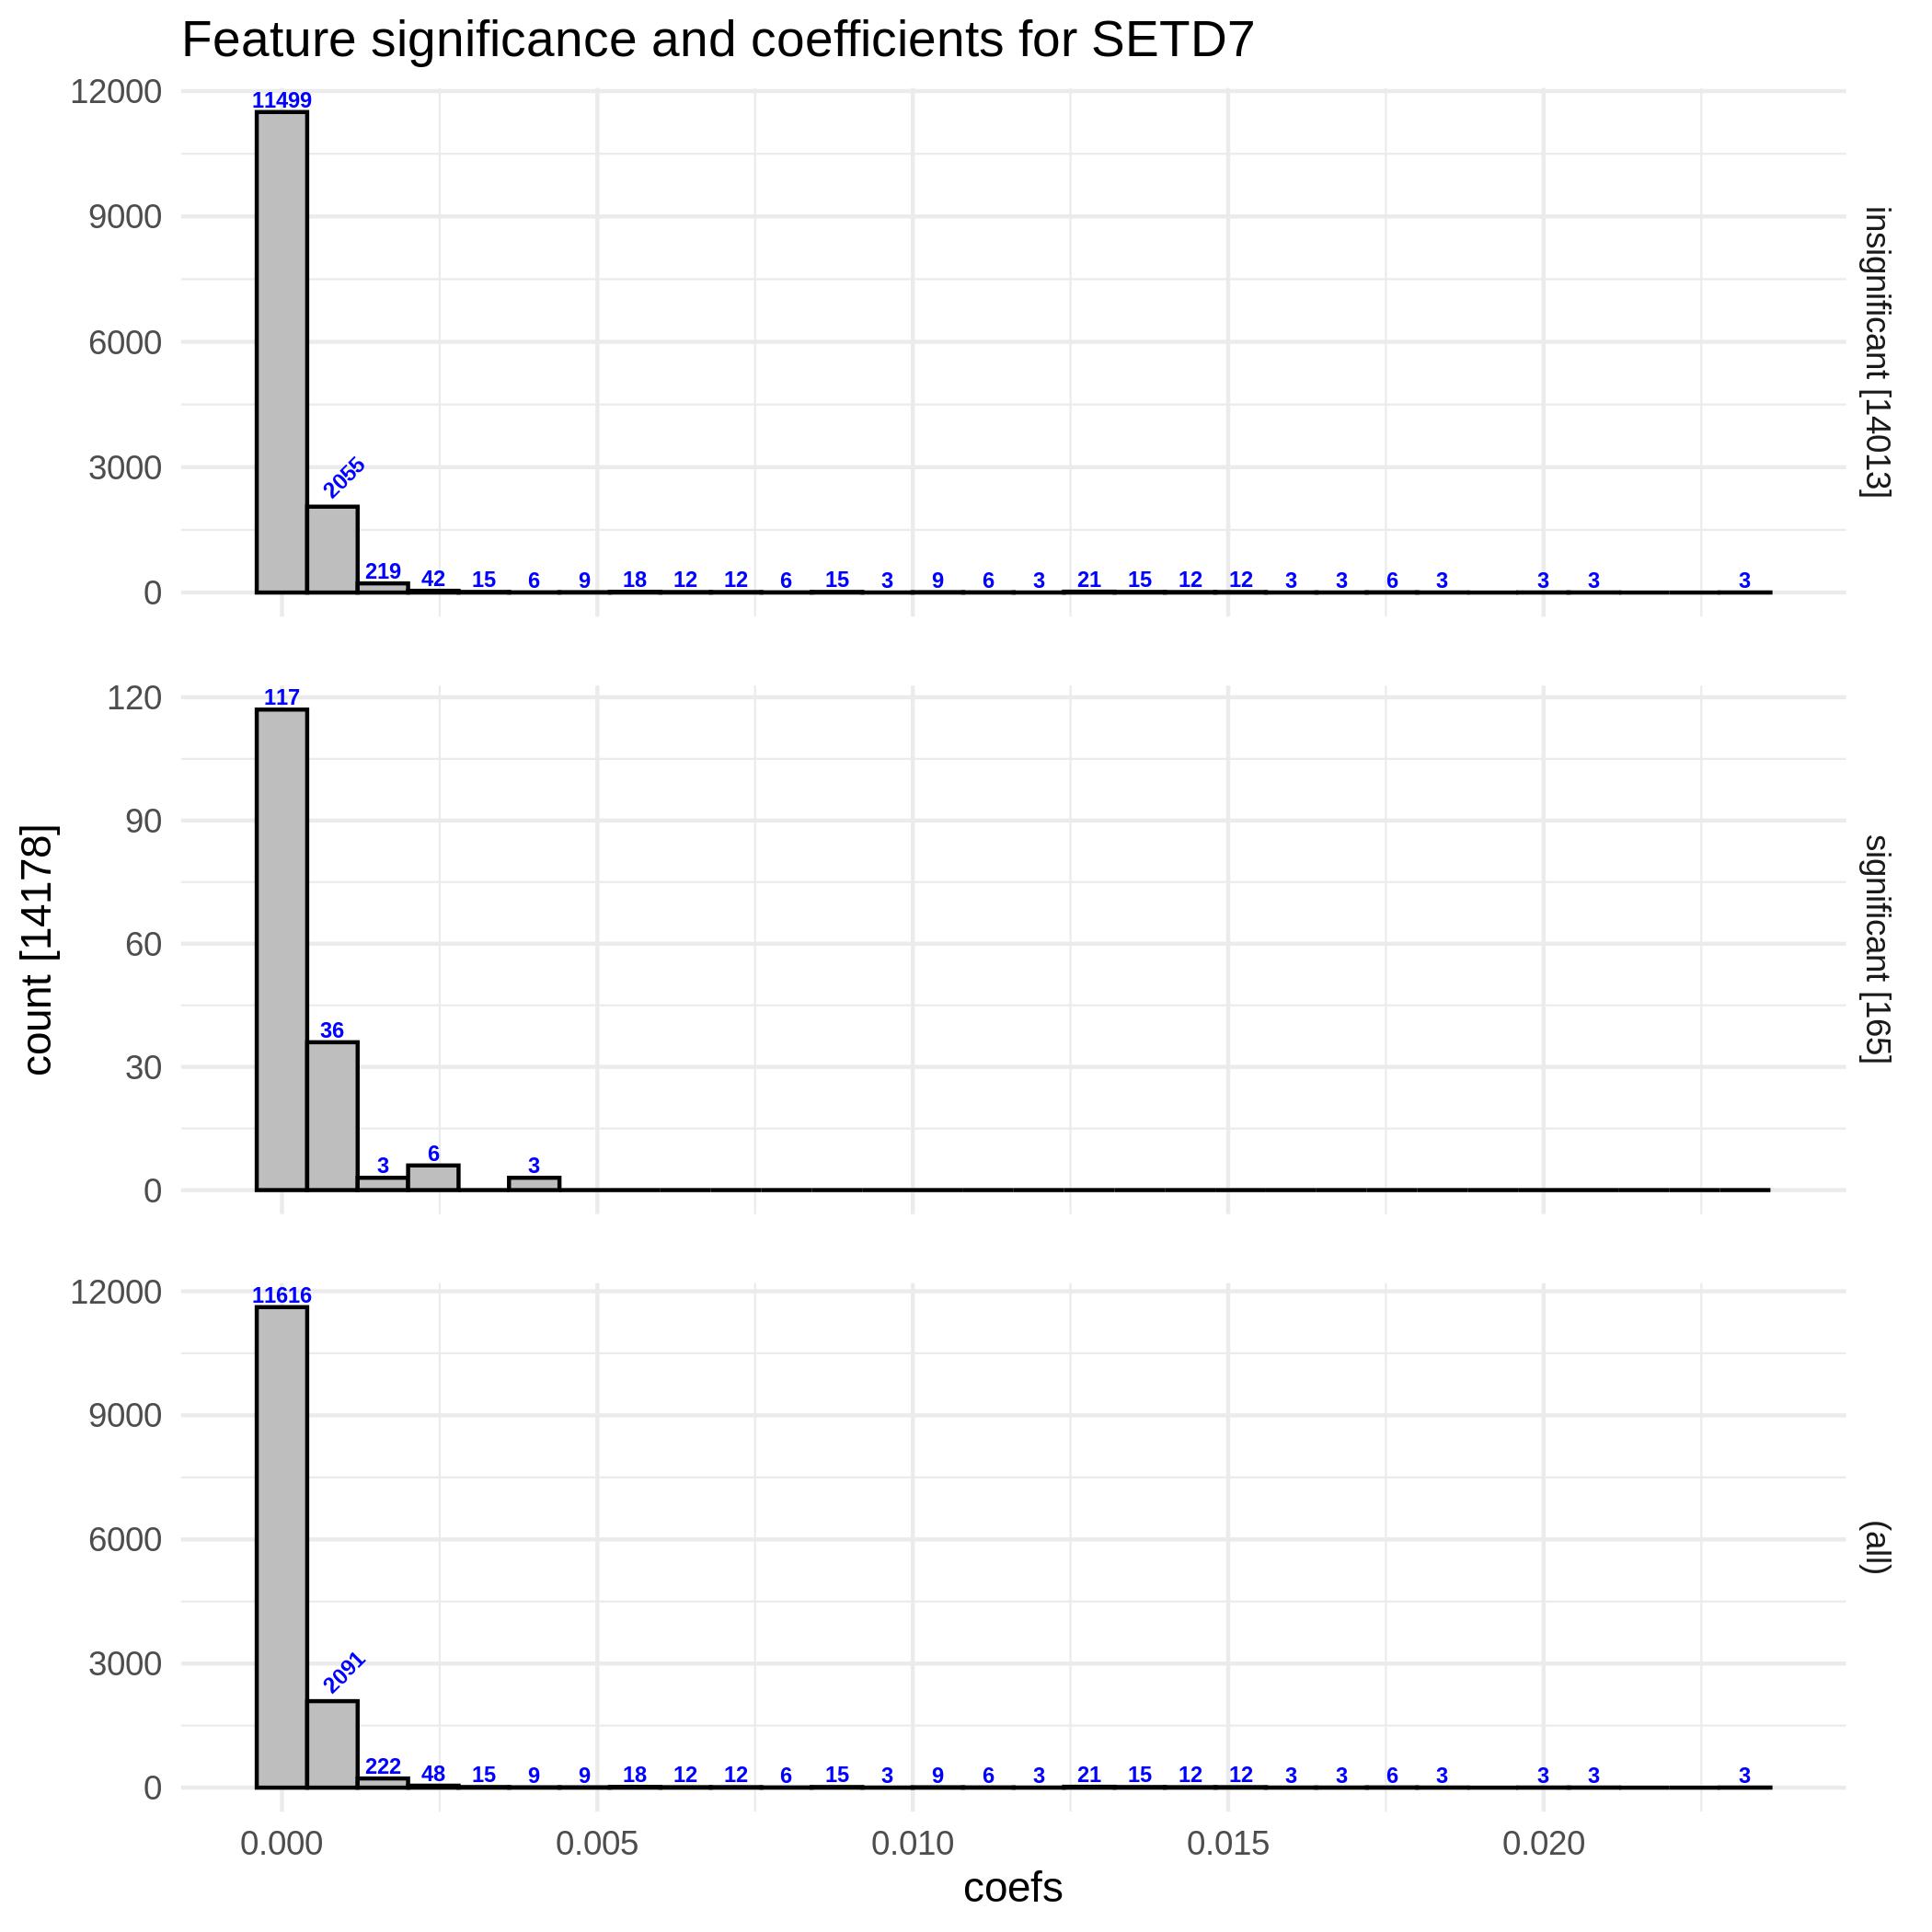 Feature significance and coefficients for SETD7
count [14178]
12000
9000
6000
3000
0
11499
2055
219 42 15 6 9 18 12 12 6 15 3 9 6 3 21 15 12 12 3 3 6 3 3 3 3
insignificant [14013]
120
90
60
30
0
117
36
3 6 3
significant [165]
12000
9000
6000
3000
0
11616
2091
222 48 15 9 9 18 12 12 6 15 3 9 6 3 21 15 12 12 3 3 6 3 3 3 3
(all)
0.000 0.005 0.010 0.015 0.020
coefs